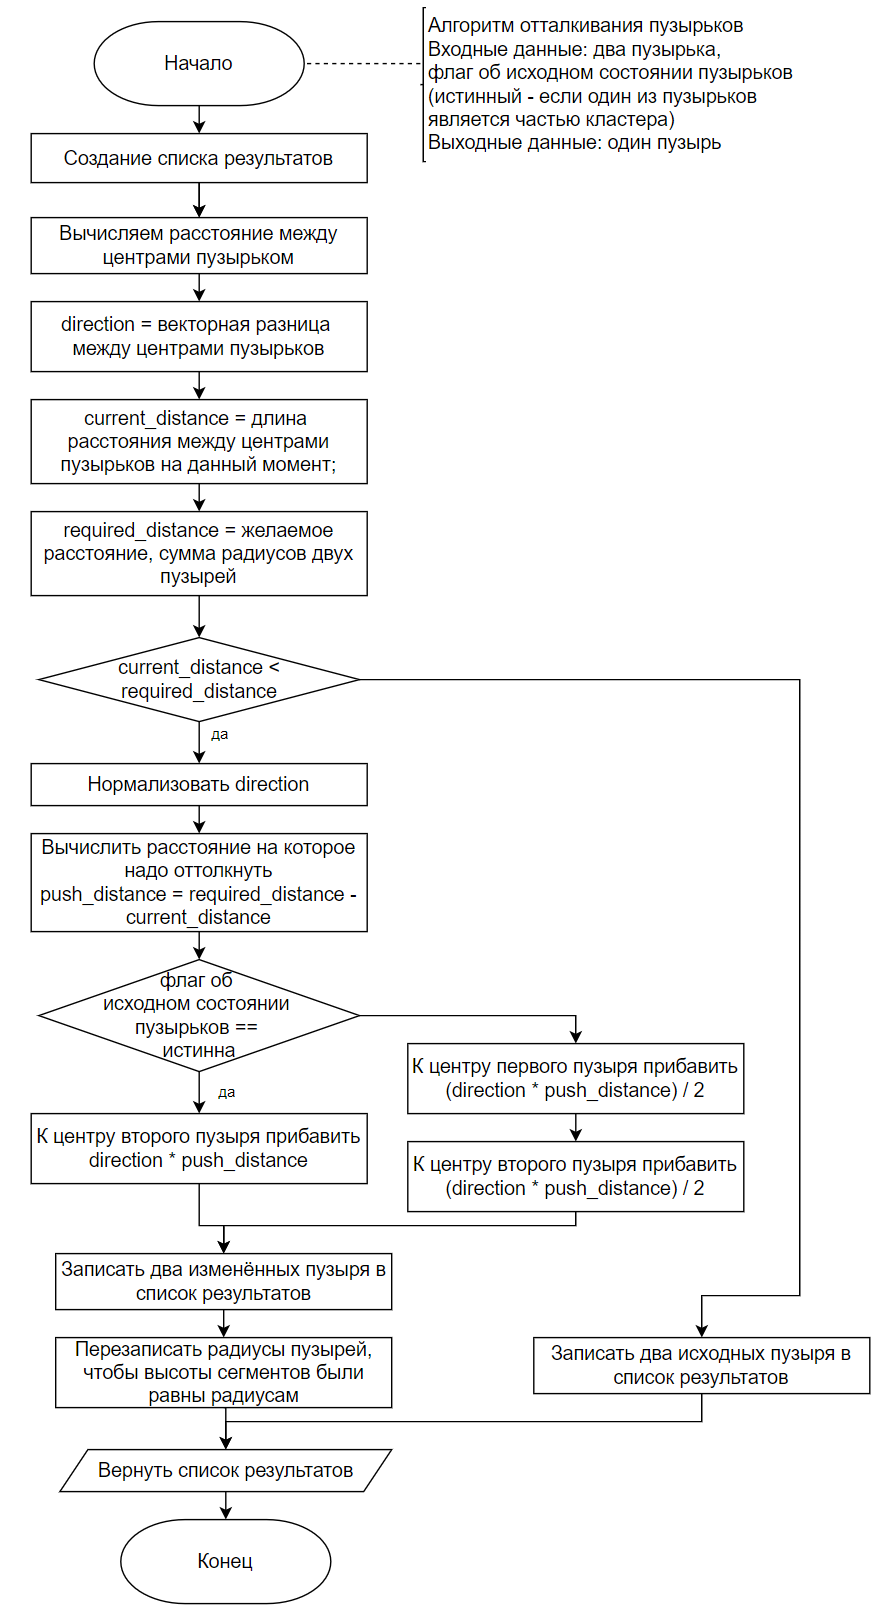 Начало
Алгоритм отталкивания пузырьков
Входные данные: два пузырька,
флаг об исходном состоянии пузырьков
(истинный - если один из пузырьков
является частью кластера)
Выходные данные: один пузырь
Создание списка результатов
Вычисляем расстояние между
центрами пузырьком
direction = векторная разница
между центрами пузырьков
current_distance = длина
расстояния между центрами
пузырьков на данный момент;
required_distance = желаемое
расстояние, сумма радиусов двух
пузырей
current_distance <
required_distance
да
Нормализовать direction
Вычислить расстояние на которое
надо оттолкнуть
push_distance = required_distance -
current_distance
флаг об
исходном состоянии
пузырьков ==
истинна
да
К центру первого пузыря прибавить
(direction * push_distance) / 2
К центру второго пузыря прибавить
direction * push_distance
К центру второго пузыря прибавить
(direction * push_distance) / 2
Записать два изменённых пузыря в
список результатов
Перезаписать радиусы пузырей,
чтобы высоты сегментов были
равны радиусам
Записать два исходных пузыря в
список результатов
Вернуть список результатов
Конец